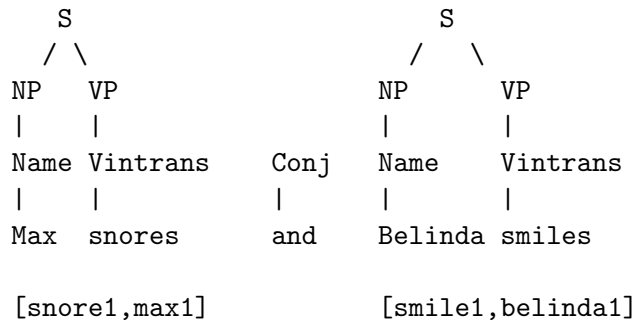 S S
/ \ / \
NP VP NP VP
| | | |
Name Vintrans Conj Name Vintrans
| | | | |
Max snores and Belinda smiles
[snore1,max1] [smile1,belinda1]